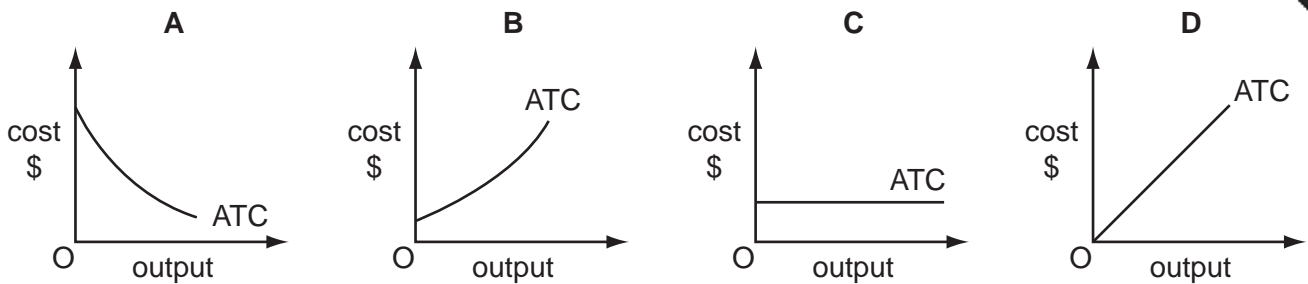 A B C D
cost
$
ATC
O
output
cost
$
ATC
O
output
cost
$
ATC
O
output
cost
$
ATC
O
output